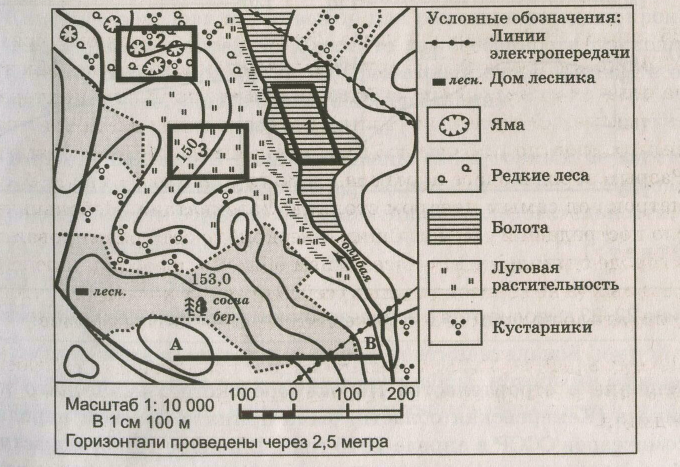 Условные обозначения:
Линии
электропередачи
лесн. Дом лесника
Яма
Редкие леса
Болота
Луговая
растительность
Кустарники
2
1
150
3
Голубая
153,0
лесн.
сосна
бер.
А
В
Масштаб 1: 10 000
В 1 см 100 м
Горизонтали проведены через 2,5 метра
100 0 100 200